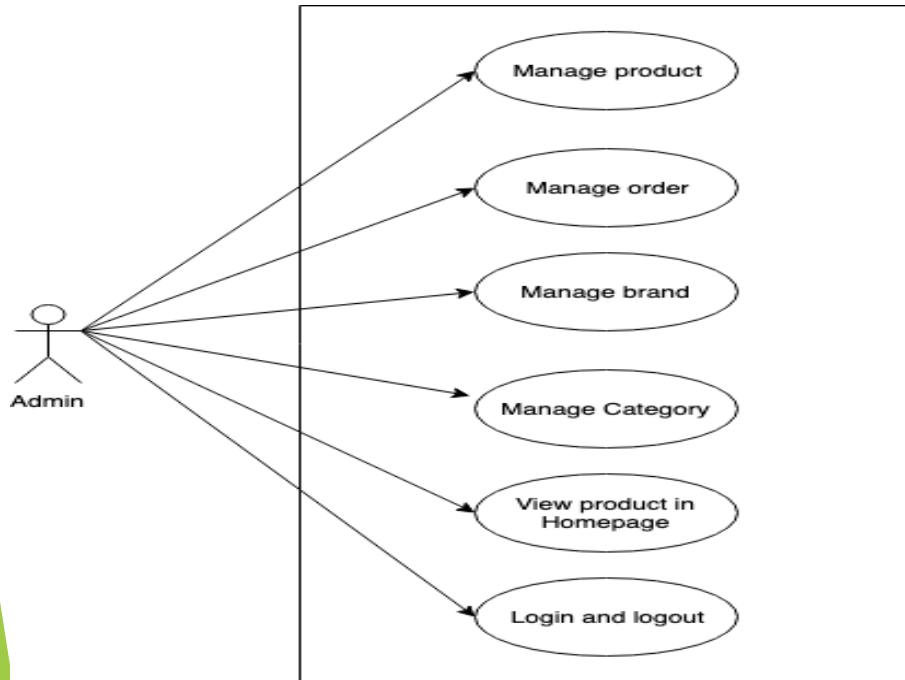 Manage product
Manage order
Manage brand
Admin
Manage Category
View product in
Homepage
Login and logout